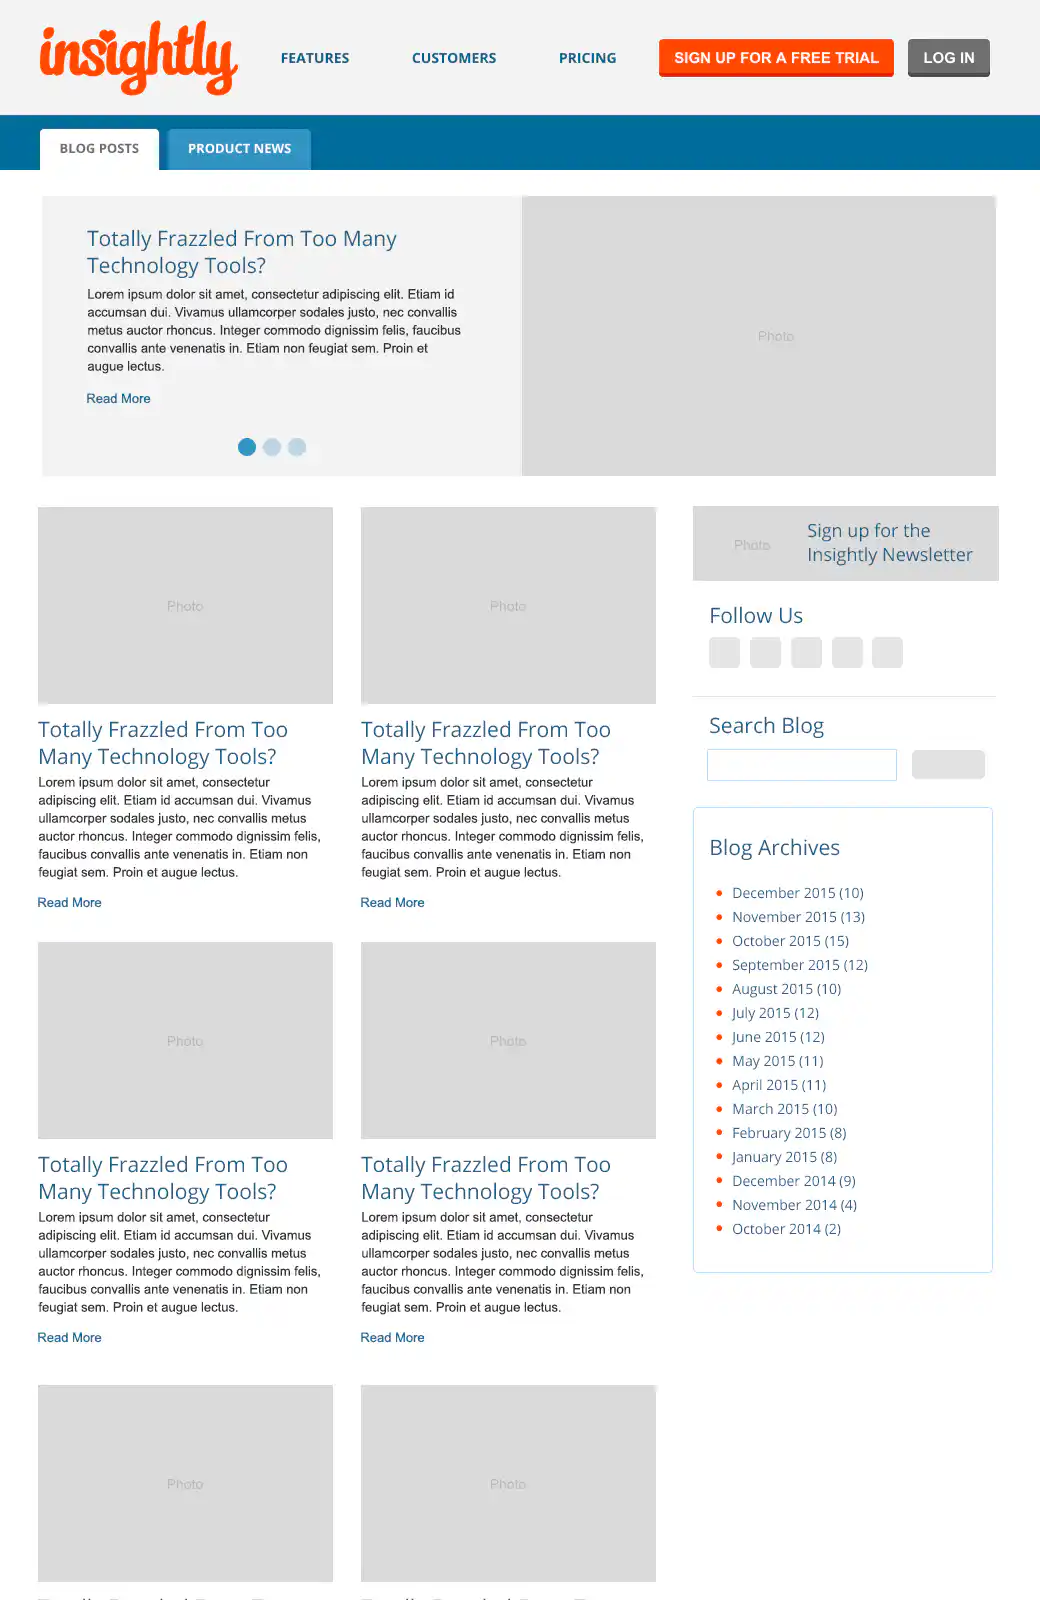 insightly
FEATURES
CUSTOMERS
PRICING
SIGN UP FOR A FREE TRIAL
LOG IN
BLOG POSTS
PRODUCT NEWS
Totally Frazzled From Too Many
Technology Tools?
Lorem ipsum dolor sit amet, consectetur adipiscing elit. Etiam id
accumsan dui. Vivamus ullamcorper sodales justo, nec convallis
metus auctor rhoncus. Integer commodo dignissim felis, faucibus
convallis ante venenatis in. Etiam non feugiat sem. Proin et
augue lectus.
Read More
Photo
Photo
Totally Frazzled From Too
Many Technology Tools?
Lorem ipsum dolor sit amet, consectetur
adipiscing elit. Etiam id accumsan dui. Vivamus
ullamcorper sodales justo, nec convallis metus
auctor rhoncus. Integer commodo dignissim felis,
faucibus convallis ante venenatis in. Etiam non
feugiat sem. Proin et augue lectus.
Read More
Photo
Totally Frazzled From Too
Many Technology Tools?
Lorem ipsum dolor sit amet, consectetur
adipiscing elit. Etiam id accumsan dui. Vivamus
ullamcorper sodales justo, nec convallis metus
auctor rhoncus. Integer commodo dignissim felis,
faucibus convallis ante venenatis in. Etiam non
feugiat sem. Proin et augue lectus.
Read More
Photo
Totally Frazzled From Too
Many Technology Tools?
Lorem ipsum dolor sit amet, consectetur
adipiscing elit. Etiam id accumsan dui. Vivamus
ullamcorper sodales justo, nec convallis metus
auctor rhoncus. Integer commodo dignissim felis,
faucibus convallis ante venenatis in. Etiam non
feugiat sem. Proin et augue lectus.
Read More
Photo
Totally Frazzled From Too
Many Technology Tools?
Lorem ipsum dolor sit amet, consectetur
adipiscing elit. Etiam id accumsan dui. Vivamus
ullamcorper sodales justo, nec convallis metus
auctor rhoncus. Integer commodo dignissim felis,
faucibus convallis ante venenatis in. Etiam non
feugiat sem. Proin et augue lectus.
Read More
Photo
Photo
Photo
Sign up for the
Insightly Newsletter
Follow Us
Search Blog
Blog Archives
December 2015 (10)
November 2015 (13)
October 2015 (15)
September 2015 (12)
August 2015 (10)
July 2015 (12)
June 2015 (12)
May 2015 (11)
April 2015 (11)
March 2015 (10)
February 2015 (8)
January 2015 (8)
December 2014 (9)
November 2014 (4)
October 2014 (2)